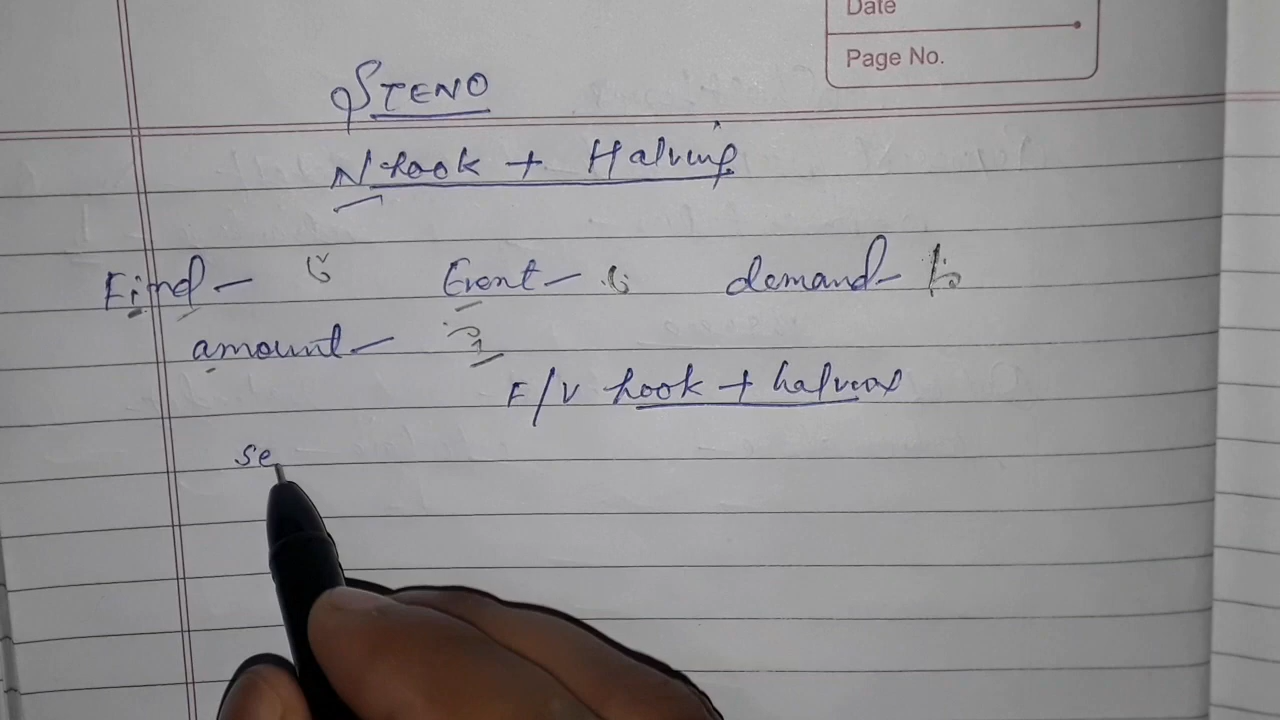 Date
Page No.
STENO
N hook + Halving
Find - Event - demand -
amount -
F/V hook + halving
se